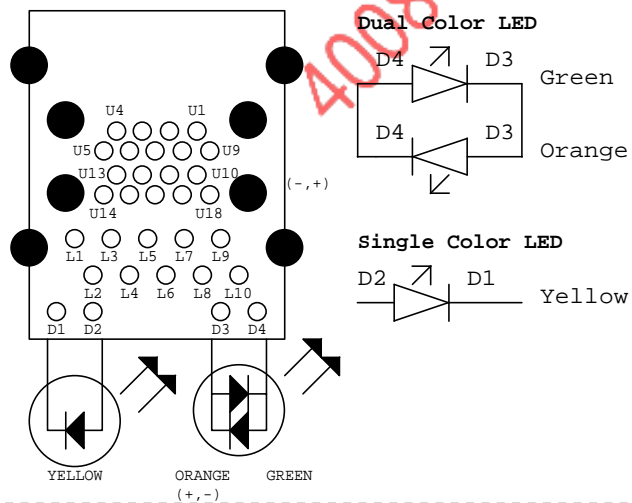 4008
Dual Color LED
D4 D3 Green
D4 D3 Orange
U4 U1
U5 U9
U13 U10
(-,+)
U14 U18
L1 L3 L5 L7 L9
L2 L4 L6 L8 L10
D1 D2 D3 D4
Single Color LED
D2 D1 Yellow
YELLOW ORANGE GREEN
(+,-)